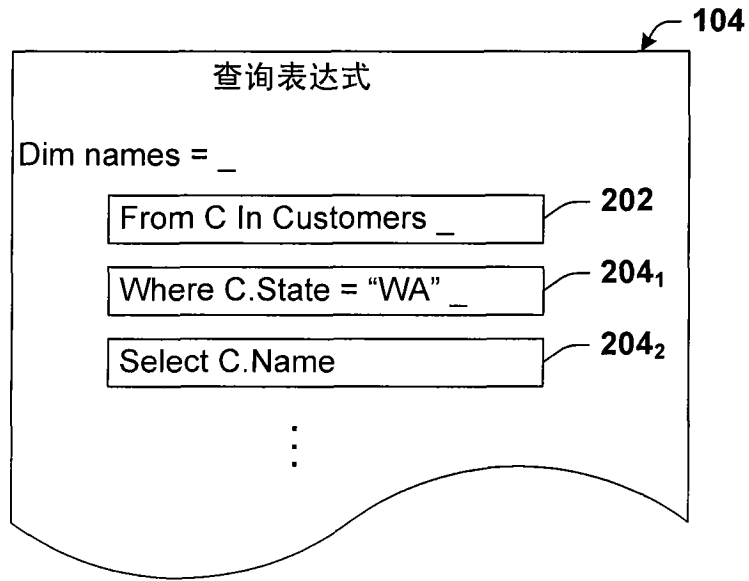 104
查询表达式
Dim names = _
From C In Customers _
202
Where C.State = “WA” _
204₁
Select C.Name
204₂